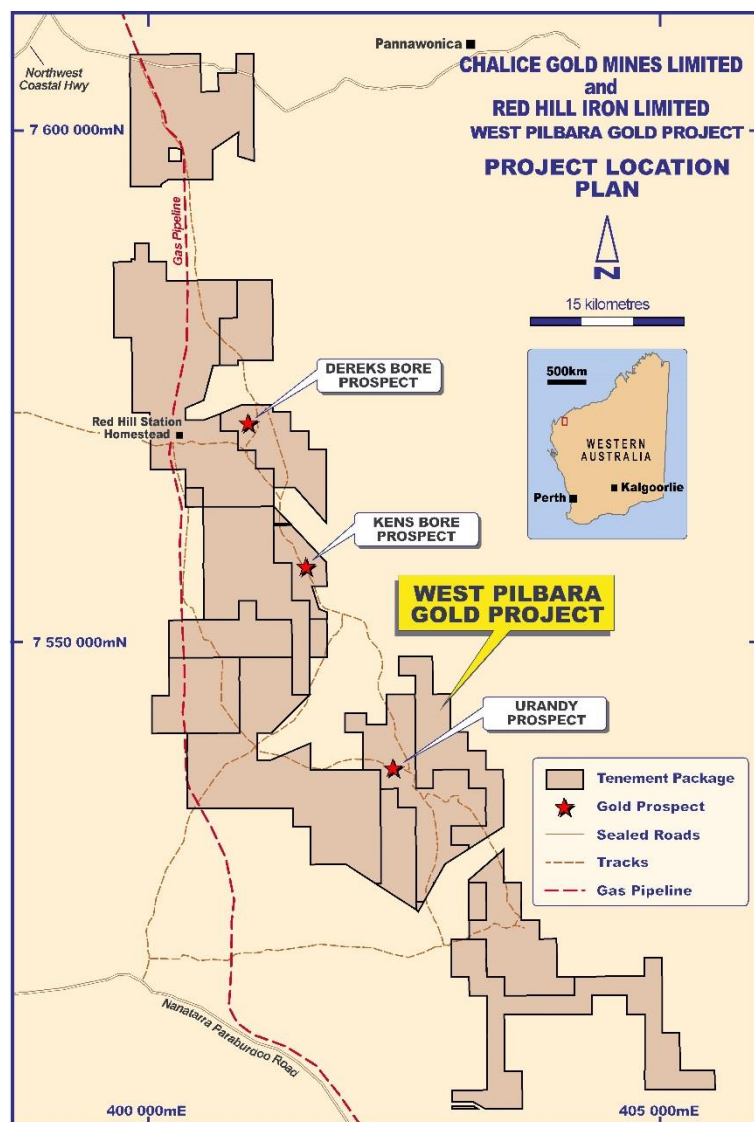 Pannawonica
Northwest
Coastal Hwy
CHALICE GOLD MINES LIMITED
and
RED HILL IRON LIMITED
WEST PILBARA GOLD PROJECT
PROJECT LOCATION
PLAN
7 600 000mN
Gas Pipeline
N
15 kilometres
500km
WESTERN
AUSTRALIA
Perth
Kalgoorlie
DEREKS BORE
PROSPECT
Red Hill Station
Homestead
KENS BORE
PROSPECT
WEST PILBARA
GOLD PROJECT
7 550 000mN
URANDY
PROSPECT
Tenement Package
Gold Prospect
Sealed Roads
Tracks
Gas Pipeline
Nanatarra Paraburdoo Road
400 000mE
405 000mE